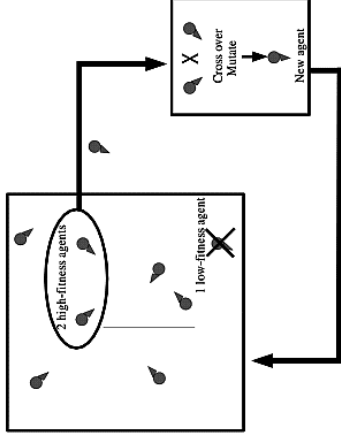 2 high-fitness agents
1 low-fitness agent
X
Cross over
Mutate
New agent